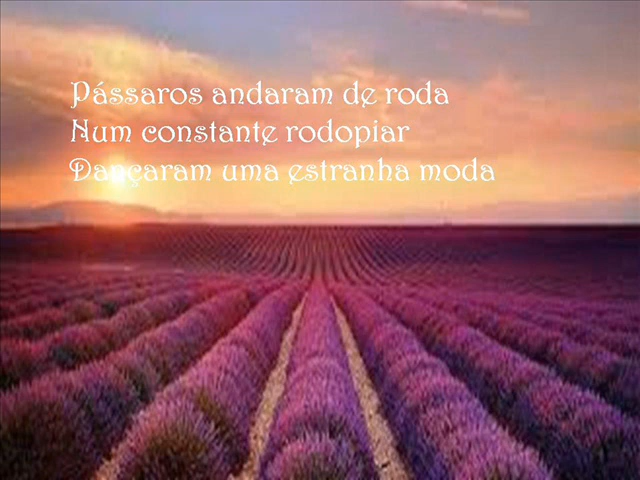 Pássaros andaram de roda
Num constante rodopiar
Dançaram uma estranha moda